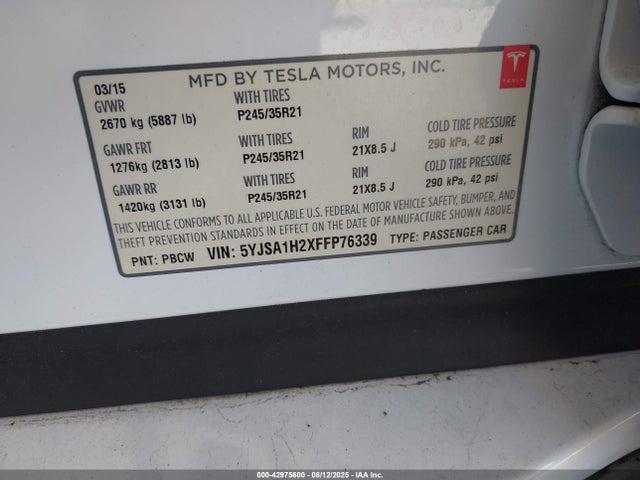 03/15 MFD BY TESLA MOTORS, INC.
TESLA
GVWR WITH TIRES
2670 kg (5887 lb) P245/35R21
GAWR FRT WITH TIRES RIM COLD TIRE PRESSURE
1276kg (2813 lb) P245/35R21 21X8.5 J 290 kPa, 42 psi
GAWR RR WITH TIRES RIM COLD TIRE PRESSURE
1420kg (3131 lb) P245/35R21 21X8.5 J 290 kPa, 42 psi
THIS VEHICLE CONFORMS TO ALL APPLICABLE U.S. FEDERAL MOTOR VEHICLE SAFETY, BUMPER, AND
THEFT PREVENTION STANDARDS IN EFFECT ON THE DATE OF MANUFACTURE SHOWN ABOVE.
PNT: PBCW VIN: 5YJSA1H2XFFP76339 TYPE: PASSENGER CAR
000-42975600 - 08/12/2025 - IAA Inc.